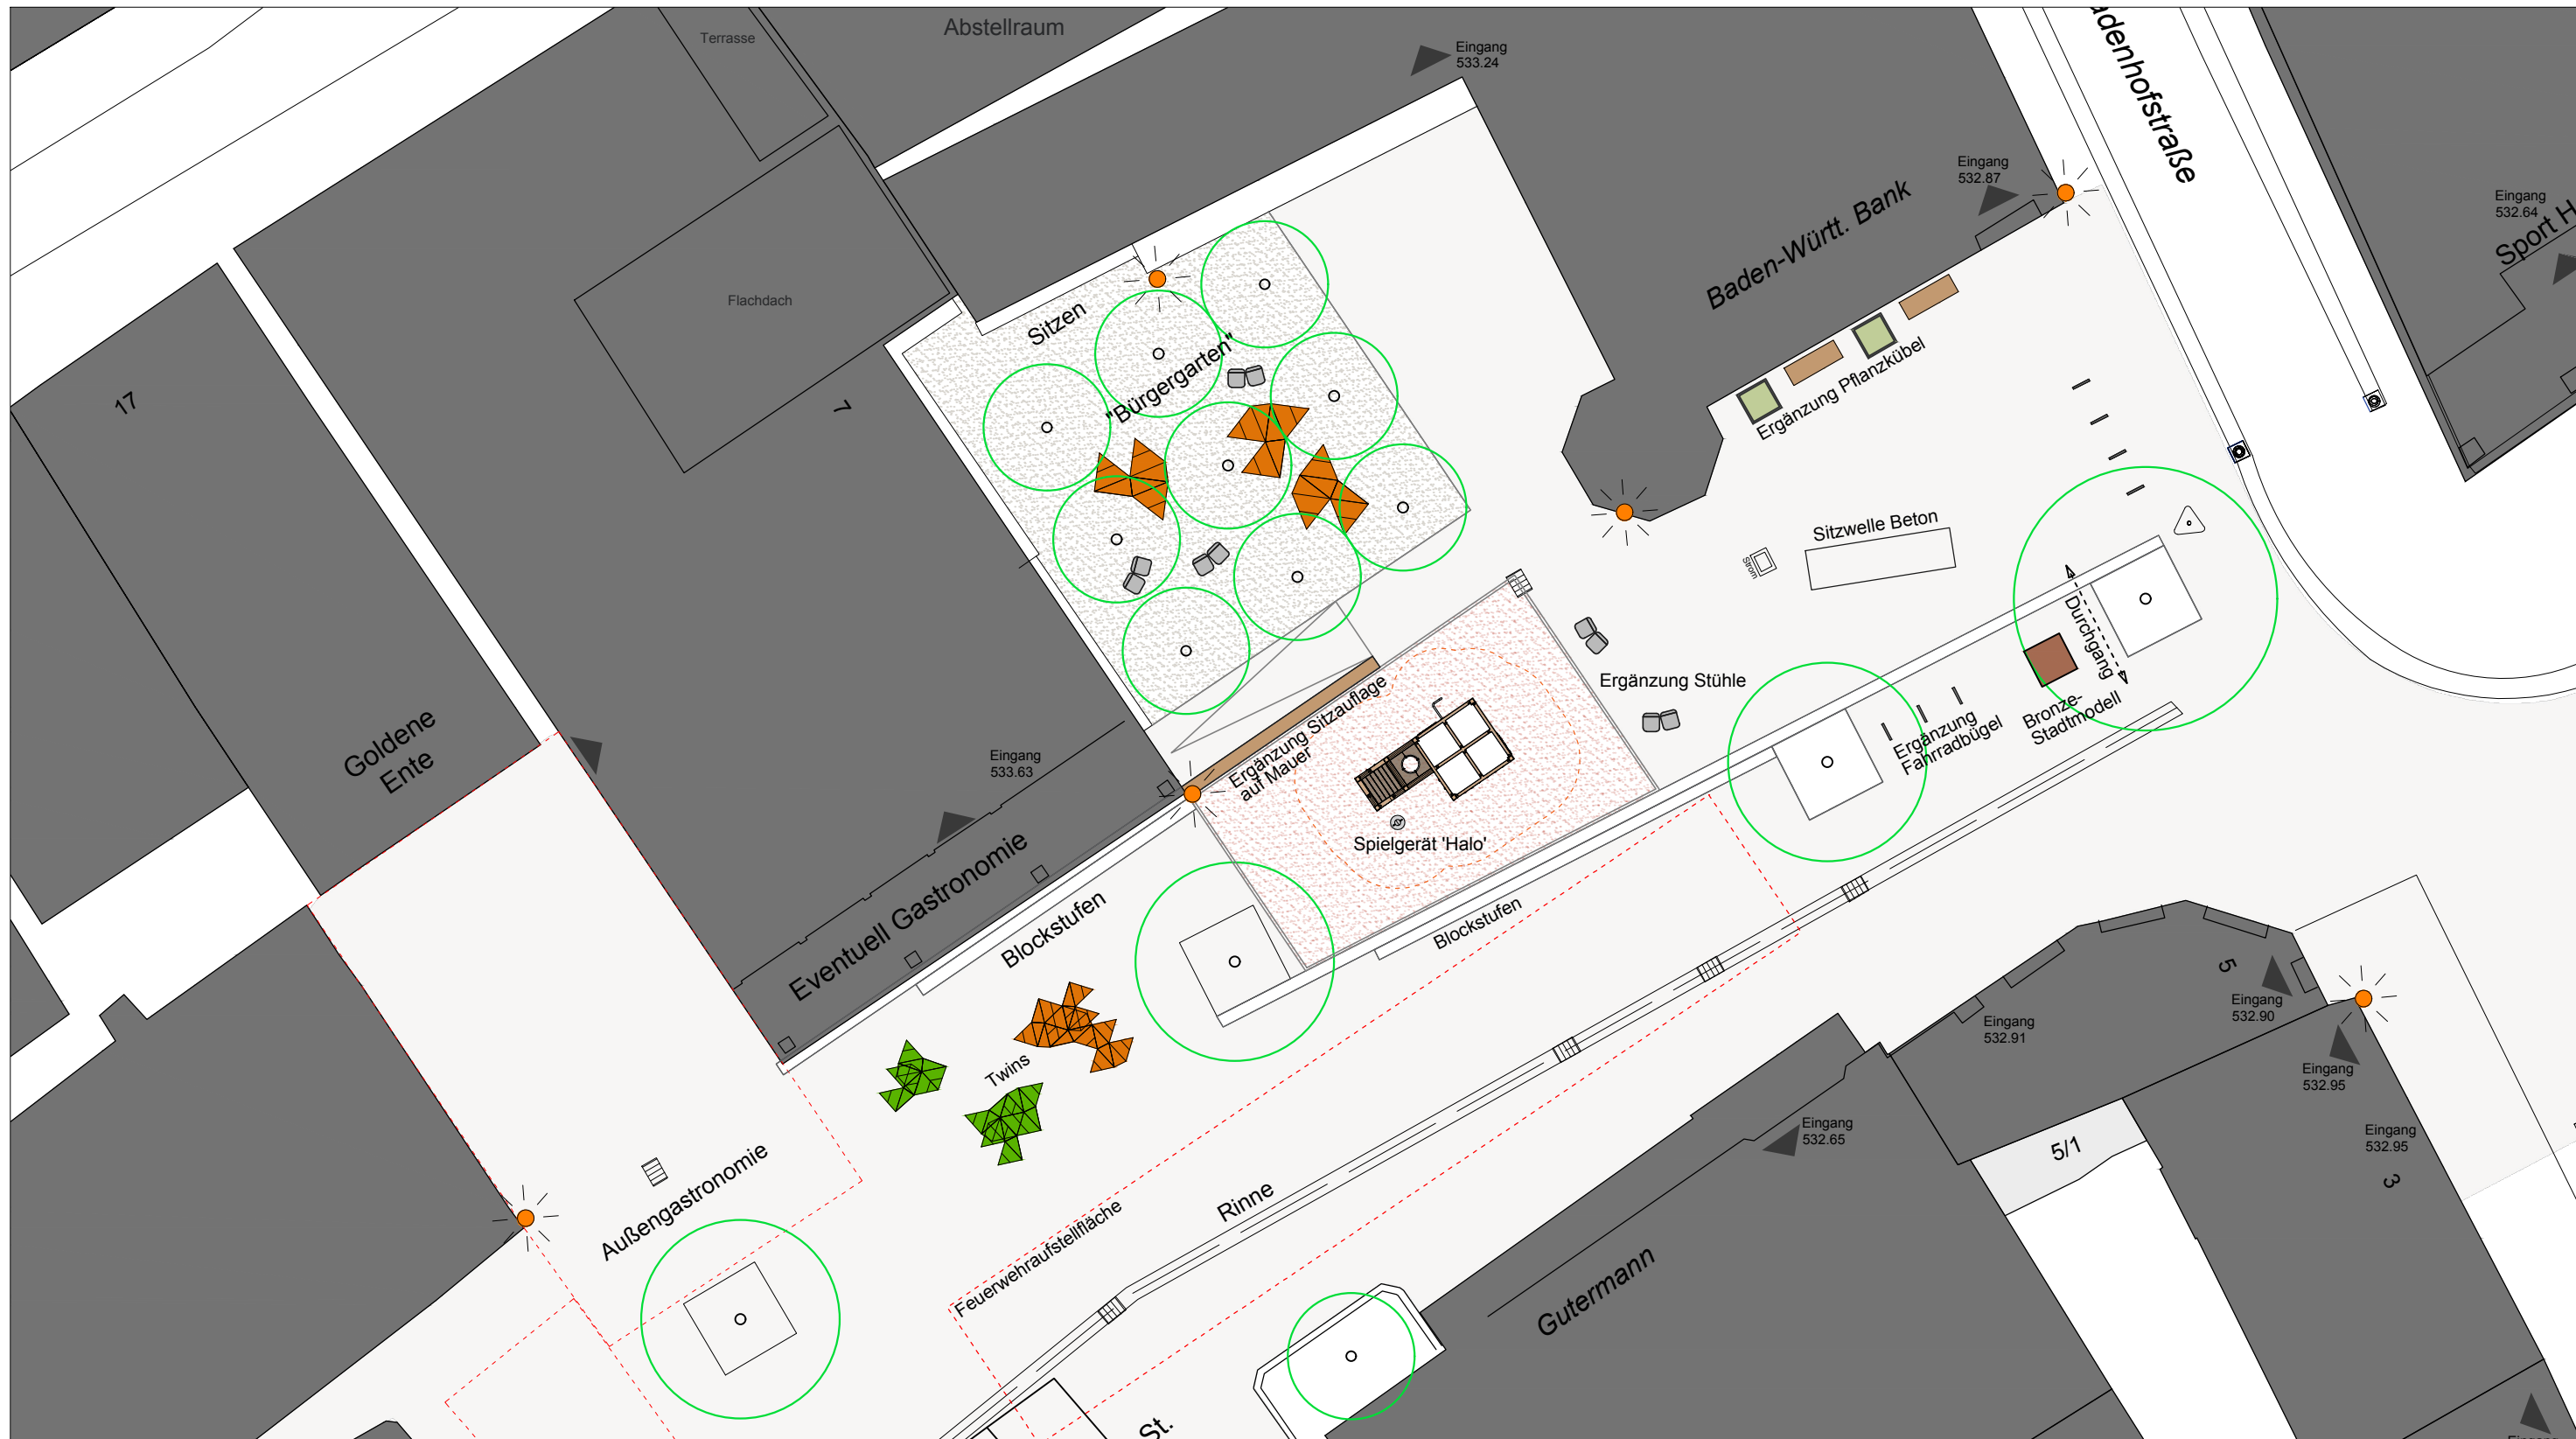 Terrasse
Abstellraum
Eingang
533.24
adenhofstraße
Eingang
532.87
Eingang
532.64
Sport H
Baden-Württ. Bank
Flachdach
Sitzen
"Bürgergarten"
Ergänzung Pflanzkübel
17
7
Sitzwelle Beton
Strom
Durchgang
Goldene
Ente
Ergänzung Stühle
Ergänzung Sitzauflage
auf Mauer
Bronze-
Stadtmodell
Ergänzung
Fahrradbügel
Eingang
533.63
Spielgerät 'Halo'
Eventuell Gastronomie
Blockstufen
Blockstufen
5
Eingang
532.90
Eingang
532.91
Twins
Eingang
532.95
Eingang
532.65
Eingang
532.95
5/1
3
Außengastronomie
Rinne
Feuerwehraufstellfläche
Gutermann
St.